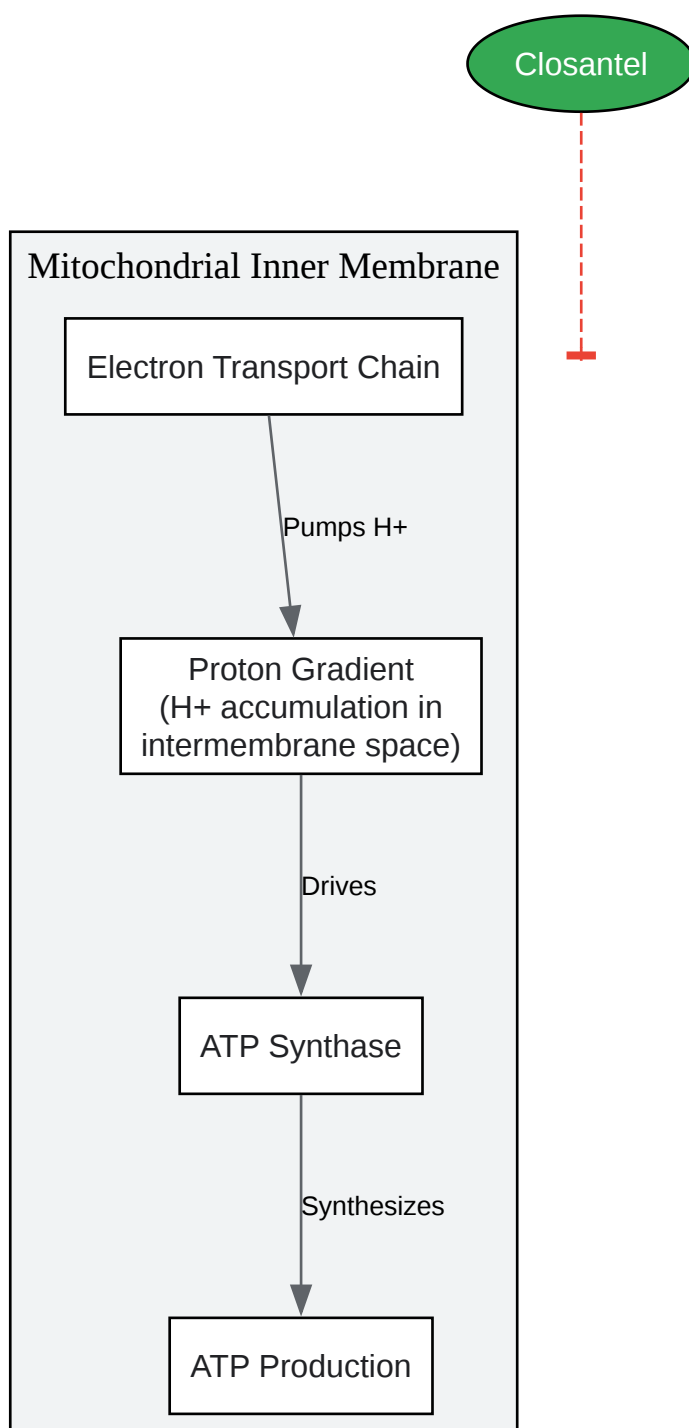 Closantel
Mitochondrial Inner Membrane
Electron Transport Chain
Pumps H+
Proton Gradient
(H+ accumulation in
intermembrane space)
Drives
ATP Synthase
Synthesizes
ATP Production